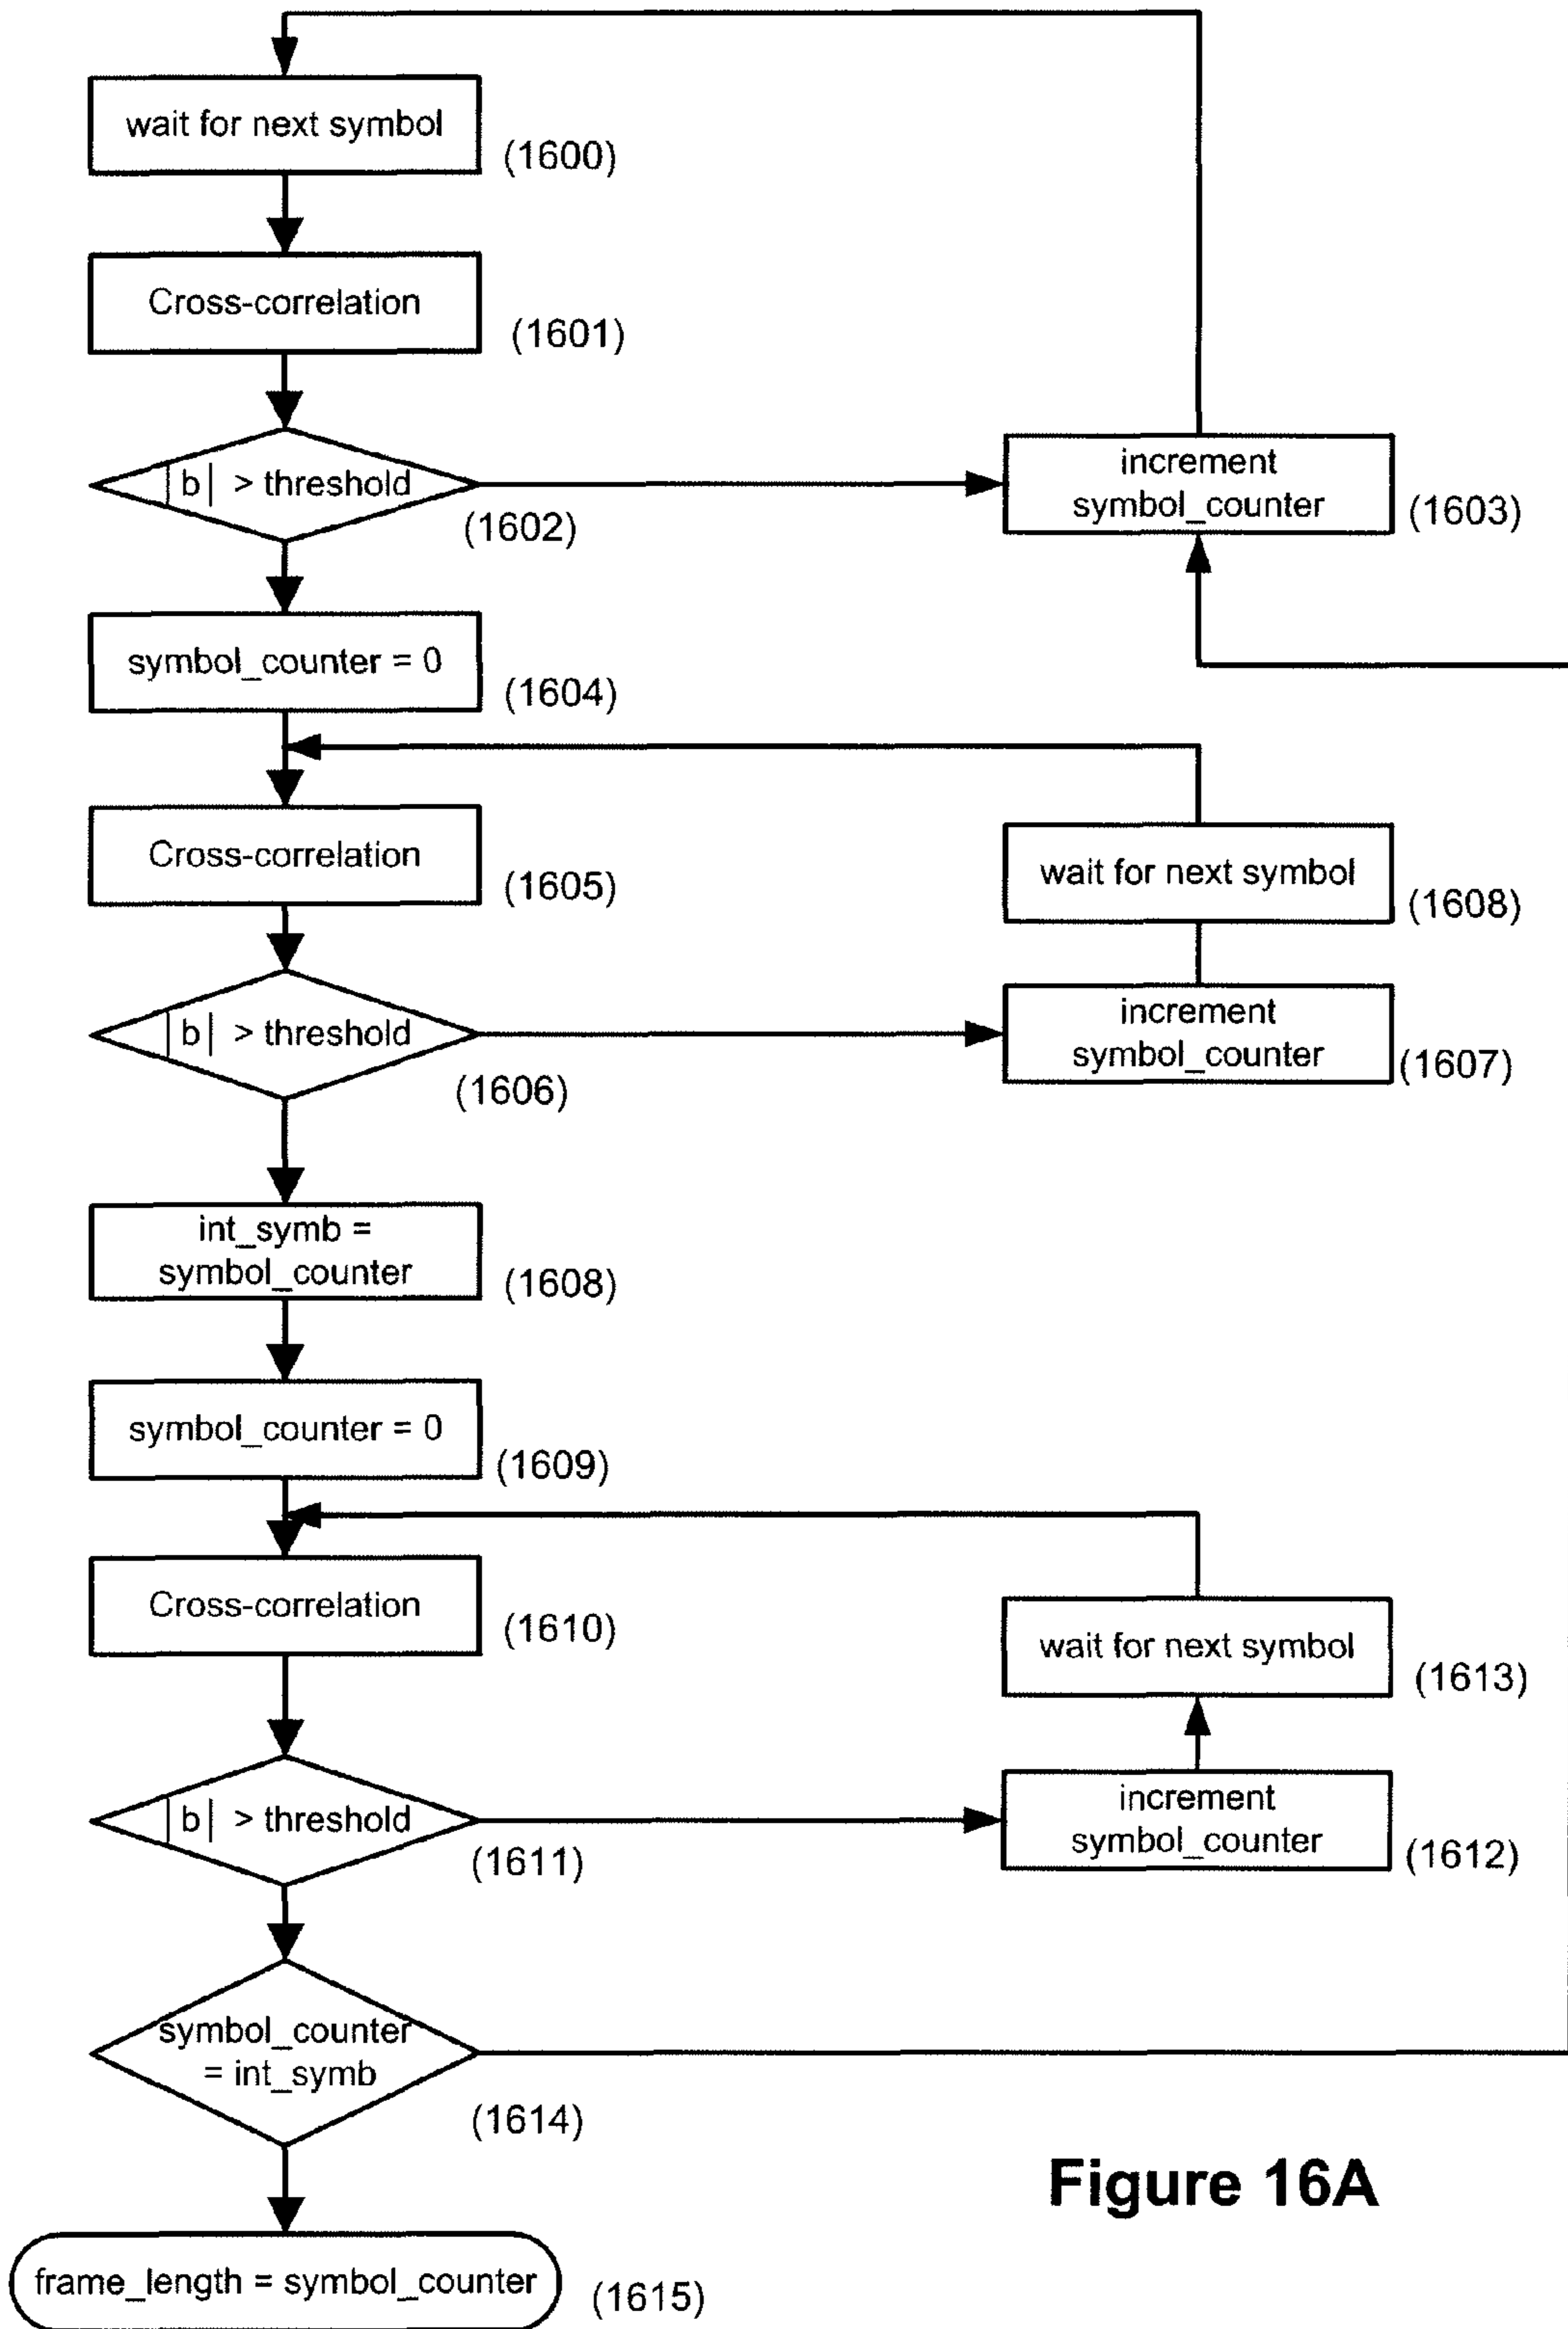 wait for next symbol
(1600)
Cross-correlation
(1601)
|b| > threshold
(1602)
increment
symbol_counter
(1603)
symbol_counter = 0
(1604)
Cross-correlation
(1605)
wait for next symbol
(1608)
|b| > threshold
(1606)
increment
symbol_counter
(1607)
int_symb =
symbol_counter
(1608)
symbol_counter = 0
(1609)
Cross-correlation
(1610)
wait for next symbol
(1613)
|b| > threshold
(1611)
increment
symbol_counter
(1612)
symbol_counter
= int_symb
(1614)
Figure 16A
frame_length = symbol_counter
(1615)